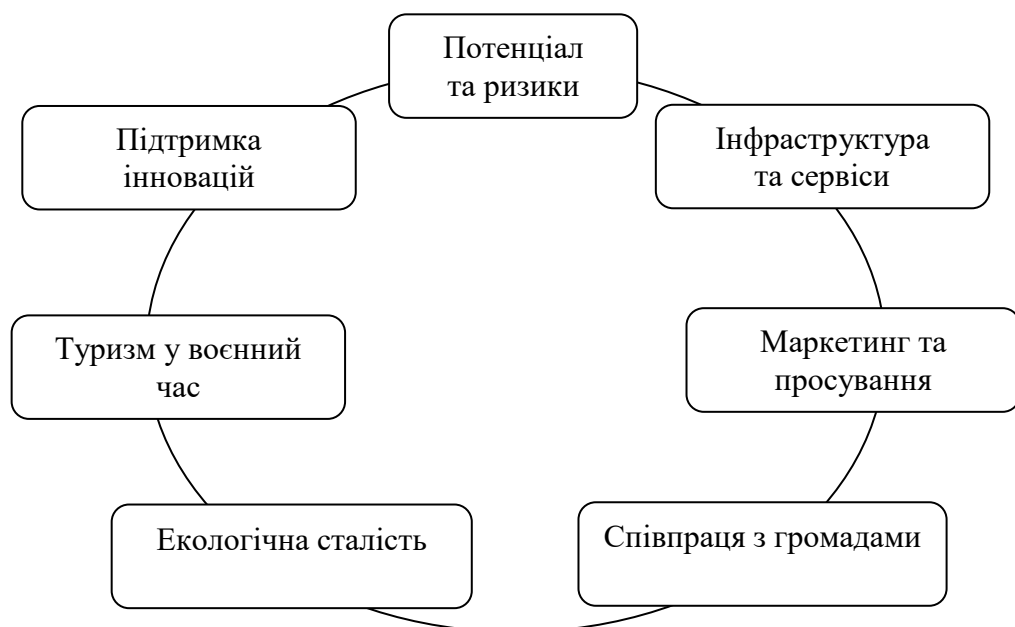 Потенціал
та ризики
Підтримка
інновацій
Інфраструктура
та сервіси
Туризм у воєнний
час
Маркетинг та
просування
Екологічна сталість
Співпраця з громадами